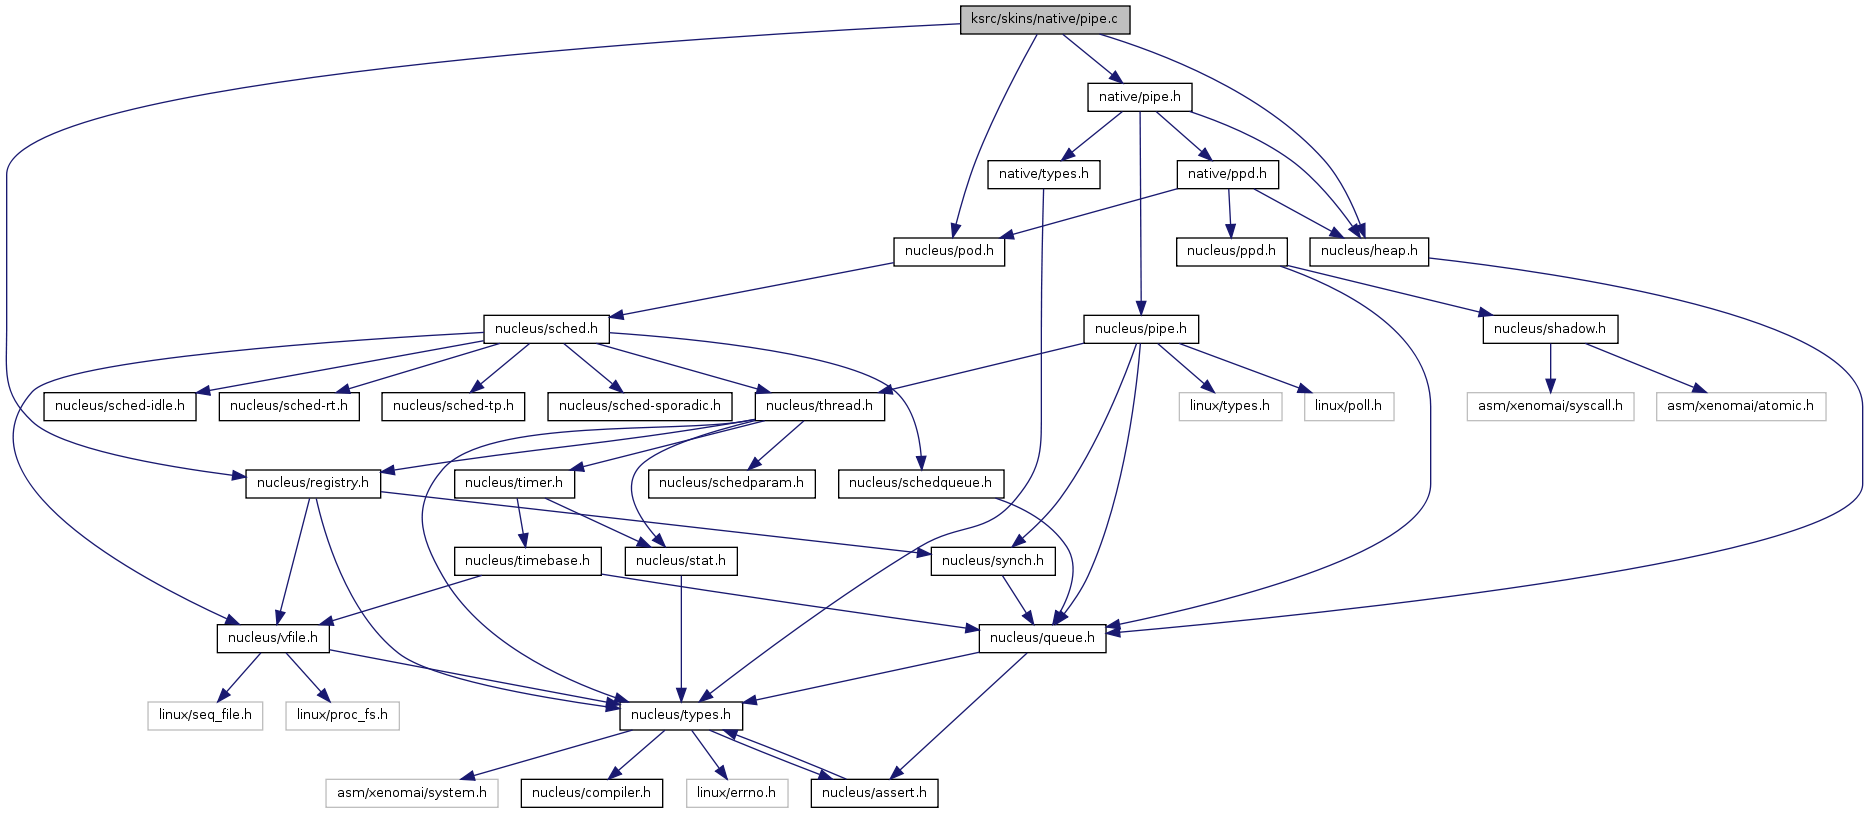 ksrc/skins/native/pipe.c
native/pipe.h
native/types.h
native/ppd.h
nucleus/pod.h
nucleus/ppd.h
nucleus/heap.h
nucleus/sched.h
nucleus/pipe.h
nucleus/shadow.h
nucleus/sched-idle.h
nucleus/sched-rt.h
nucleus/sched-tp.h
nucleus/sched-sporadic.h
nucleus/thread.h
linux/types.h
linux/poll.h
asm/xenomai/syscall.h
asm/xenomai/atomic.h
nucleus/registry.h
nucleus/timer.h
nucleus/schedparam.h
nucleus/schedqueue.h
nucleus/timebase.h
nucleus/stat.h
nucleus/synch.h
nucleus/vfile.h
nucleus/queue.h
linux/seq_file.h
linux/proc_fs.h
nucleus/types.h
asm/xenomai/system.h
nucleus/compiler.h
linux/errno.h
nucleus/assert.h